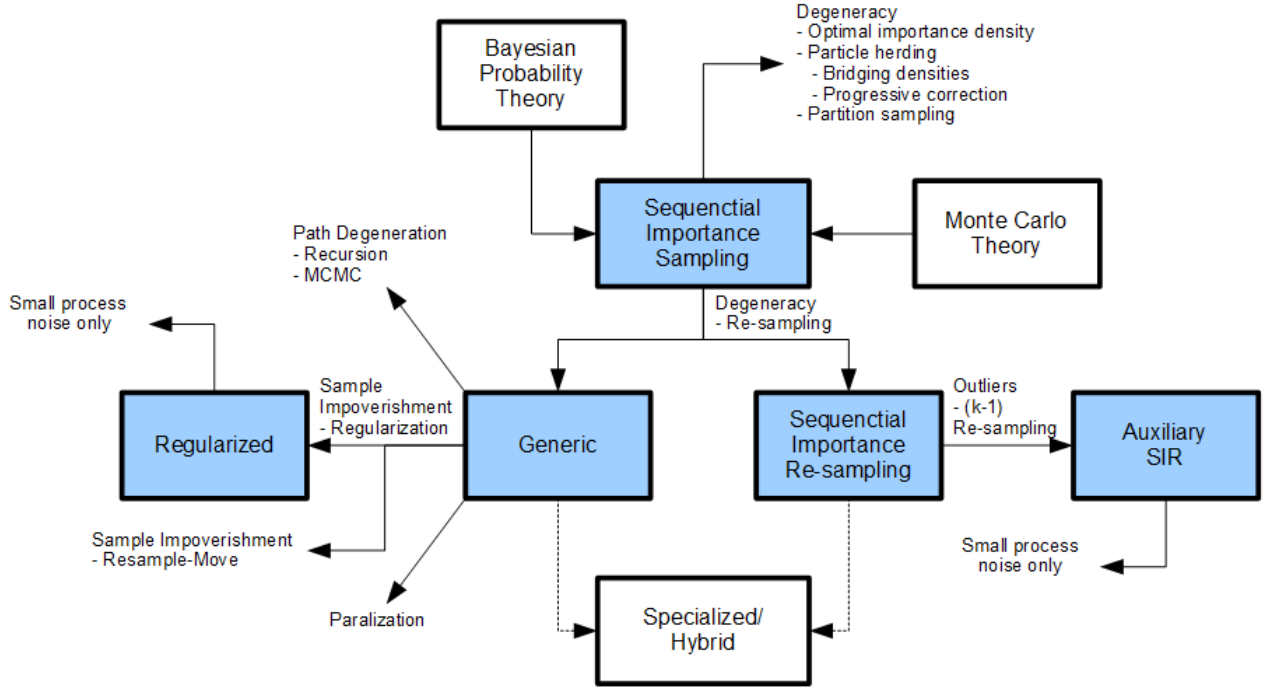 Degeneracy
- Optimal importance density
- Particle herding
- Bridging densities
- Progressive correction
- Partition sampling
Bayesian
Probability
Theory
Sequenctial
Importance
Sampling
Monte Carlo
Theory
Path Degeneration
- Recursion
- MCMC
Degeneracy
- Re-sampling
Small process
noise only
Sample
Impoverishment
- Regularization
Regularized
Generic
Sequenctial
Importance
Re-sampling
Outliers
- (k-1)
Re-sampling
Auxiliary
SIR
Sample Impoverishment
- Resample-Move
Small process
noise only
Paralization
Specialized/
Hybrid